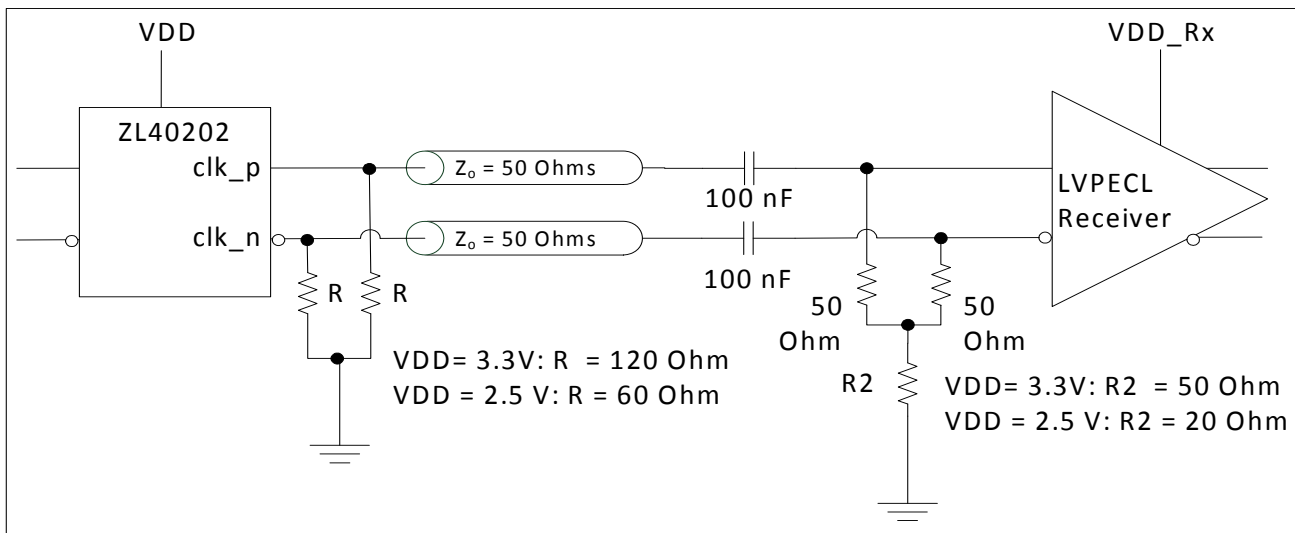 VDD
VDD_Rx
ZL40202
clk_p
Zₒ = 50 Ohms
100 nF
LVPECL
Receiver
clk_n
Zₒ = 50 Ohms
100 nF
R
R
50
Ohm
50
Ohm
VDD= 3.3V: R = 120 Ohm
VDD = 2.5 V: R = 60 Ohm
R2
VDD= 3.3V: R2 = 50 Ohm
VDD = 2.5 V: R2 = 20 Ohm